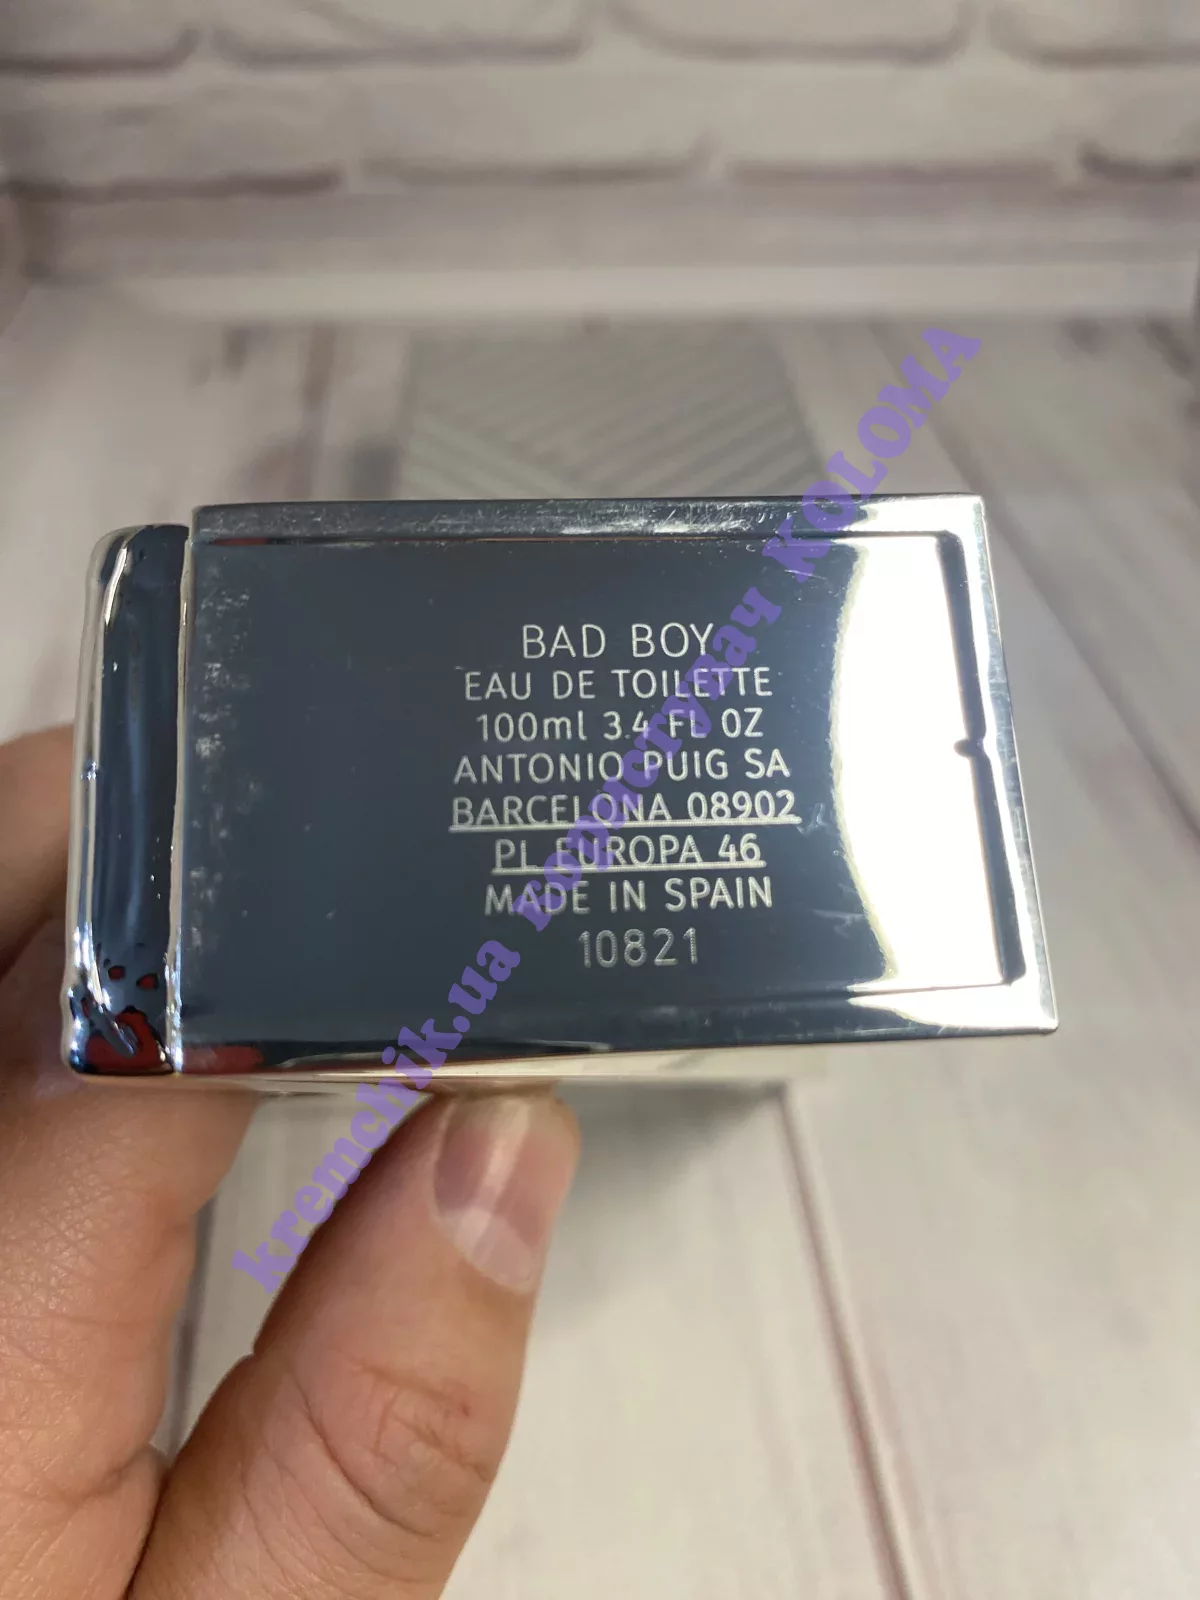 BAD BOY
EAU DE TOILETTE
100ml 3.4 FL OZ
ANTONIO PUIG SA
BARCELONA 08902
PL EUROPA 46
MADE IN SPAIN
10821
kremchik.ua користувач KOLOMA